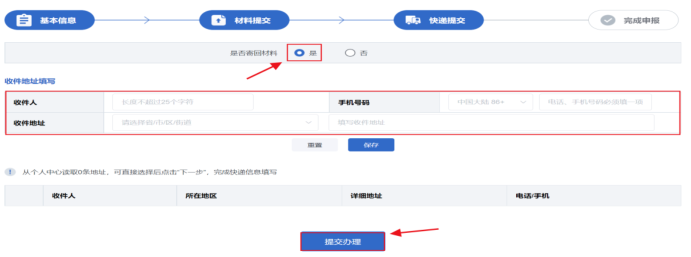 基本信息
材料提交
快递提交
完成申报
是否寄回材料 是 否
收件地址填写
收件人 长度不超过25个字符 手机号码 中国大陆 86+ 电话、手机号码必须填一项
收件地址 请选择省/市/区/街道 填写收件地址
重置 保存
从个人中心读取0条地址，可直接选择后点击"下一步"，完成快递信息填写
收件人 所在地区 详细地址 电话/手机
提交办理